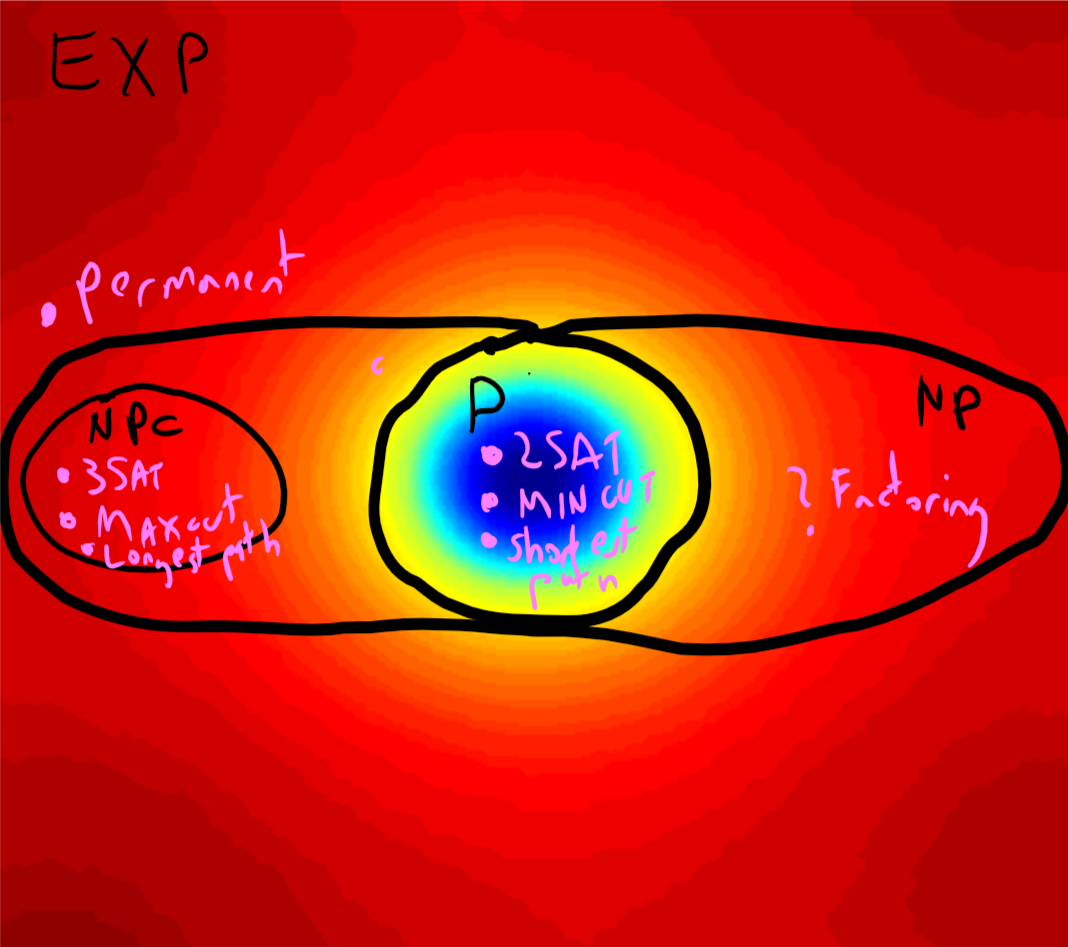 EXP
• Permanent
c
NPC
• 3SAT
• MAXcut
• Longest path
P
• 2SAT
• MIN CUT
• shortest
path
NP
? Factoring